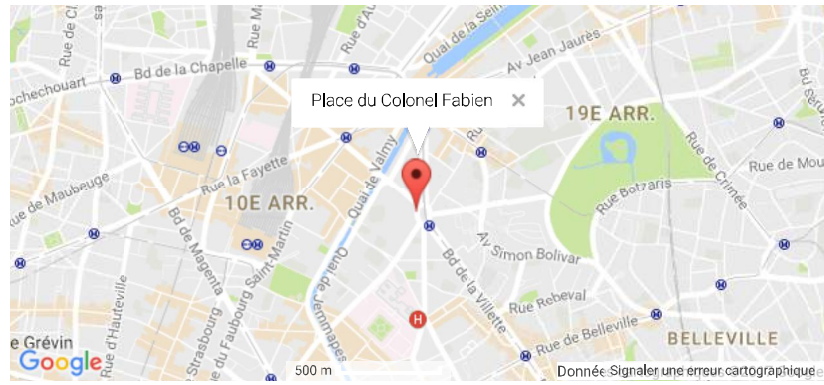 Quai de la Seine
Av Jean Jaurès
Bd de la Chapelle
Place du Colonel Fabien
19E ARR.
Rue de Crimée
Rue de Mou
Rue Botzaris
Quai de Valmy
Rue la Fayette
ue de Maubeuge
10E ARR.
Bd de Magenta
Rue du Faubourg Saint-Martin
Quai de Jemmapes
Av Simon Bolivar
Bd de la Villette
Rue Rebeval
Rue de Belleville
BELLEVILLE
Rue d'Hauteville
Strasbourg
H
e Grévin
Google
500 m
Donnée
Signaler une erreur cartographique